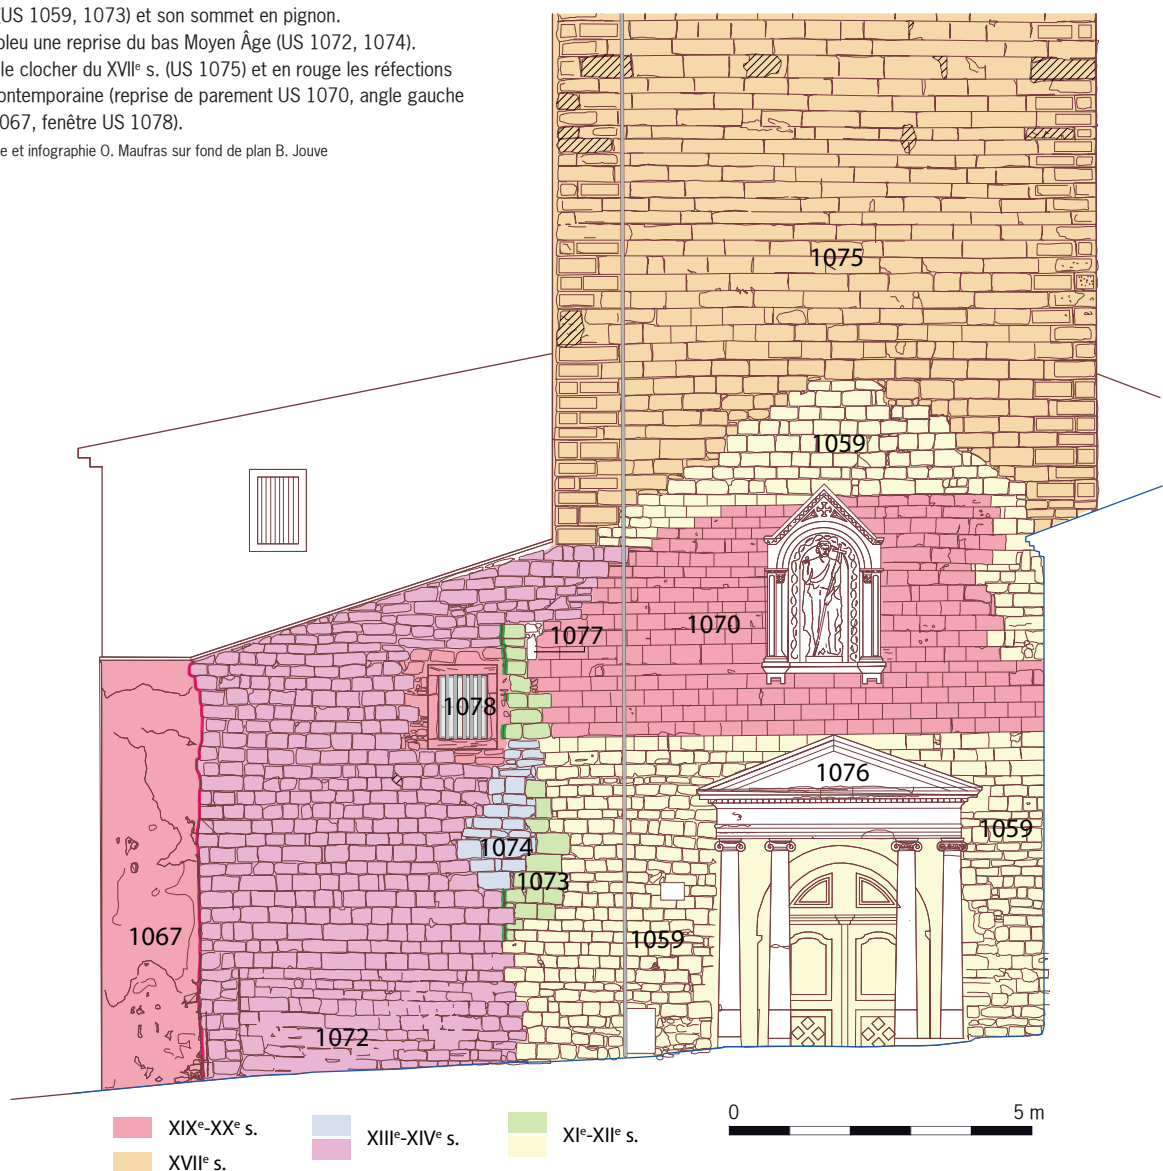 (US 1059, 1073) et son sommet en pignon.
bleu une reprise du bas Moyen Âge (US 1072, 1074).
le clocher du XVIIe s. (US 1075) et en rouge les réfections
ontemporaine (reprise de parement US 1070, angle gauche
067, fenêtre US 1078).
e et infographie O. Maufras sur fond de plan B. Jouve
1075
1059
1077
1070
1078
1076
1059
1074
1073
1067
1059
1072
XIXe-XXe s.
XVIIe s.
XIIIe-XIVe s.
XIe-XIIe s.
0 5 m